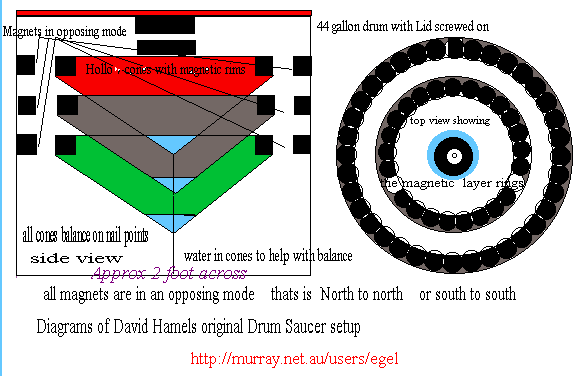 44 gallon drum with Lid screwed on
Magnets in opposing mode
Hollow cones with magnetic rims
top view showing
the magnetic layer rings
all cones balance on nail points
side view
water in cones to help with balance
Approx 2 foot across
all magnets are in an opposing mode thats is North to north or south to south
Diagrams of David Hamels original Drum Saucer setup
http://murray.net.au/users/egel